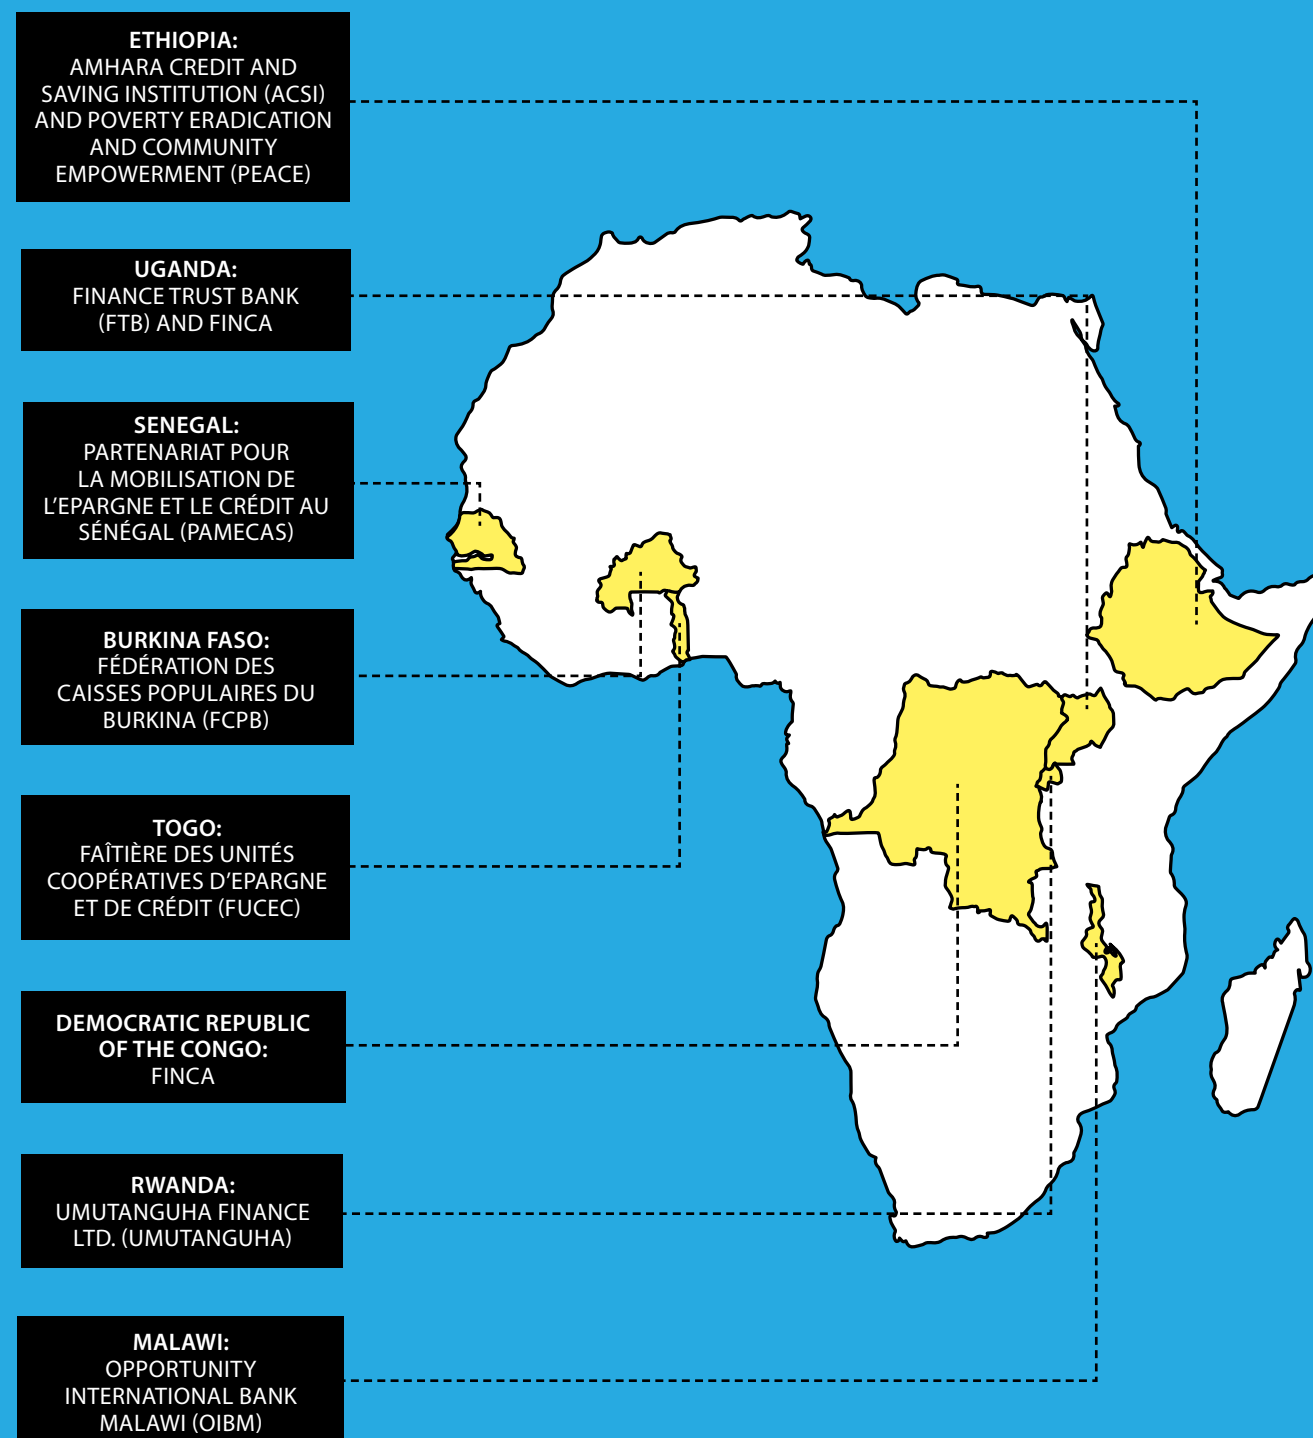 ETHIOPIA:
AMHARA CREDIT AND
SAVING INSTITUTION (ACSI)
AND POVERTY ERADICATION
AND COMMUNITY
EMPOWERMENT (PEACE)
UGANDA:
FINANCE TRUST BANK
(FTB) AND FINCA
SENEGAL:
PARTENARIAT POUR
LA MOBILISATION DE
L'EPARGNE ET LE CRÉDIT AU
SÉNÉGAL (PAMECAS)
BURKINA FASO:
FÉDÉRATION DES
CAISSES POPULAIRES DU
BURKINA (FCPB)
TOGO:
FAÎTIÈRE DES UNITÉS
COOPÉRATIVES D'EPARGNE
ET DE CRÉDIT (FUCEC)
DEMOCRATIC REPUBLIC
OF THE CONGO:
FINCA
RWANDA:
UMUTANGUHA FINANCE
LTD. (UMUTANGUHA)
MALAWI:
OPPORTUNITY
INTERNATIONAL BANK
MALAWI (OIBM)